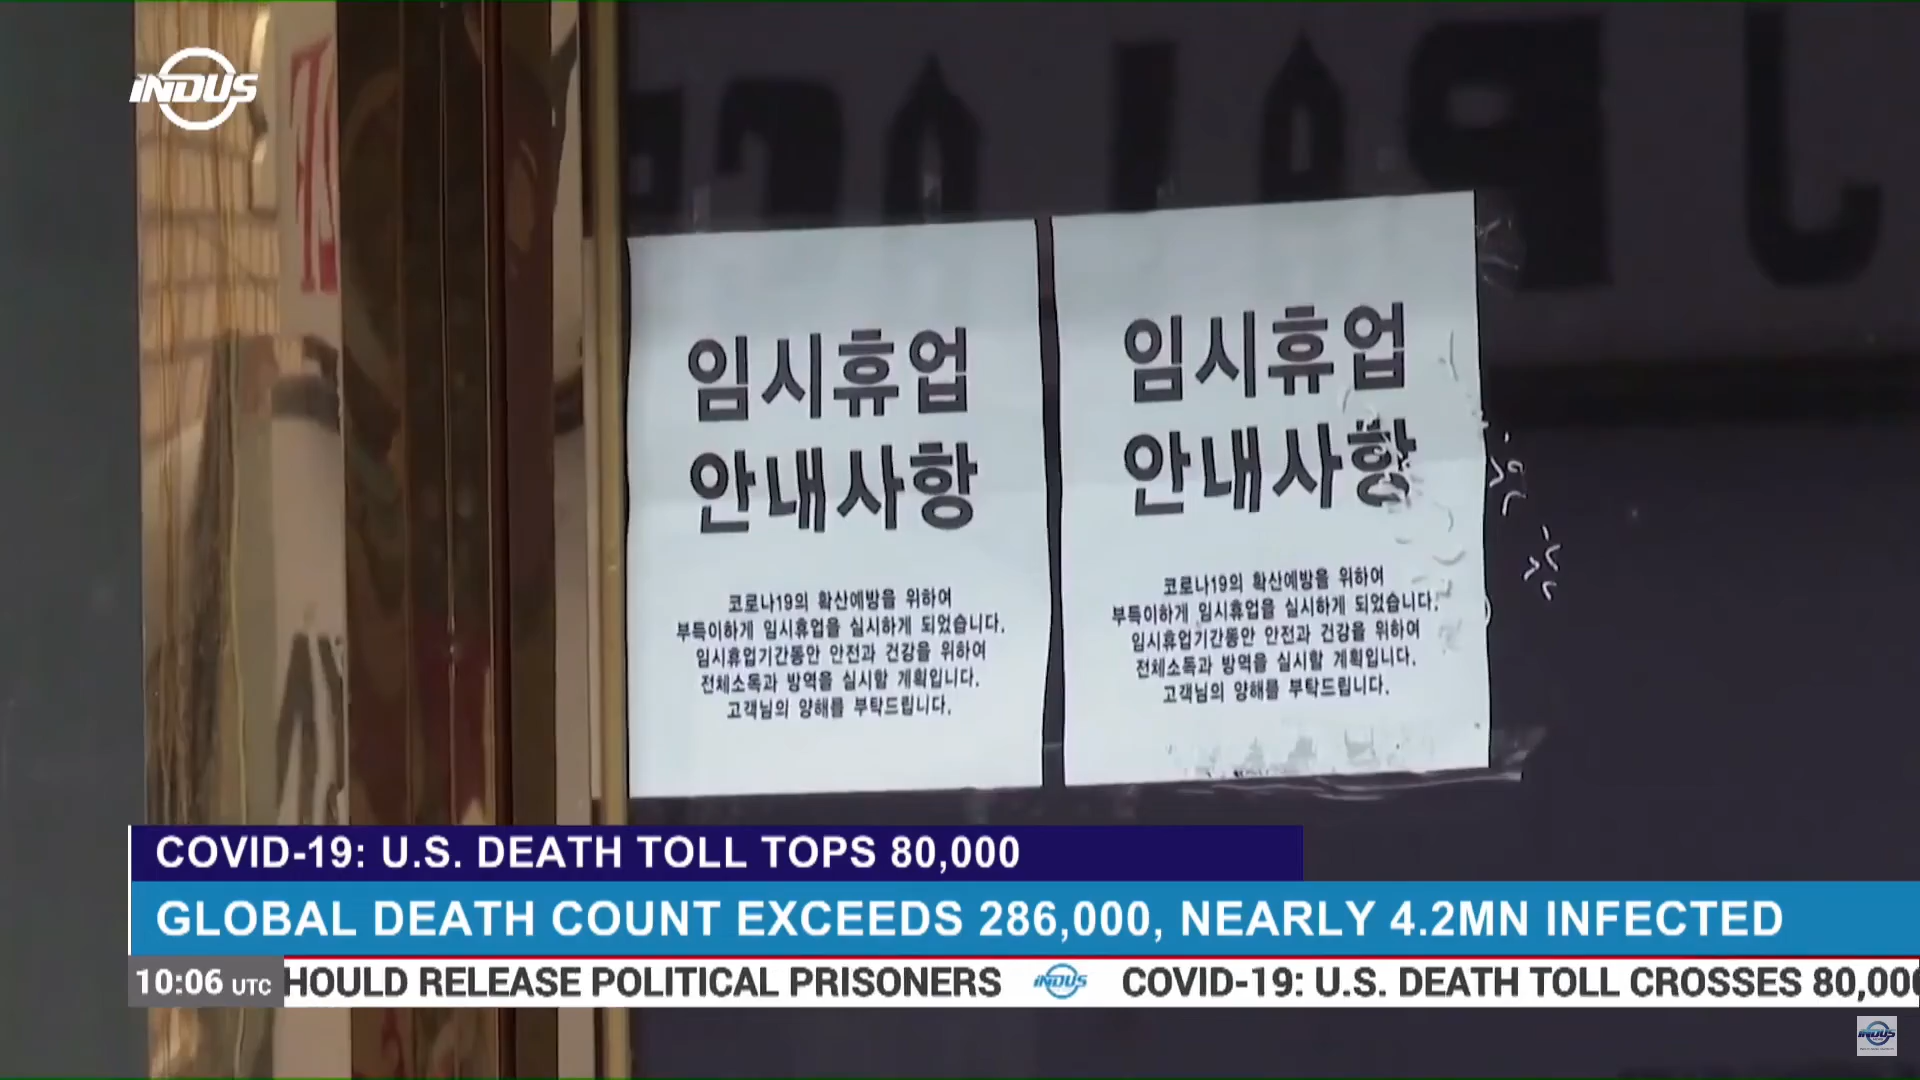 iNDUS
임시휴업
안내사항
코로나19의 확산예방을 위하여
부득이하게 임시휴업을 실시하게 되었습니다.
임시휴업기간동안 안전과 건강을 위하여
전체소독과 방역을 실시할 계획입니다.
고객님의 양해를 부탁드립니다.
임시휴업
안내사항
코로나19의 확산예방을 위하여
부득이하게 임시휴업을 실시하게 되었습니다.
임시휴업기간동안 안전과 건강을 위하여
전체소독과 방역을 실시할 계획입니다.
고객님의 양해를 부탁드립니다.
COVID-19: U.S. DEATH TOLL TOPS 80,000
GLOBAL DEATH COUNT EXCEEDS 286,000, NEARLY 4.2MN INFECTED
10:06 UTC HOULD RELEASE POLITICAL PRISONERS iNDUS COVID-19: U.S. DEATH TOLL CROSSES 80,000
iNDUS